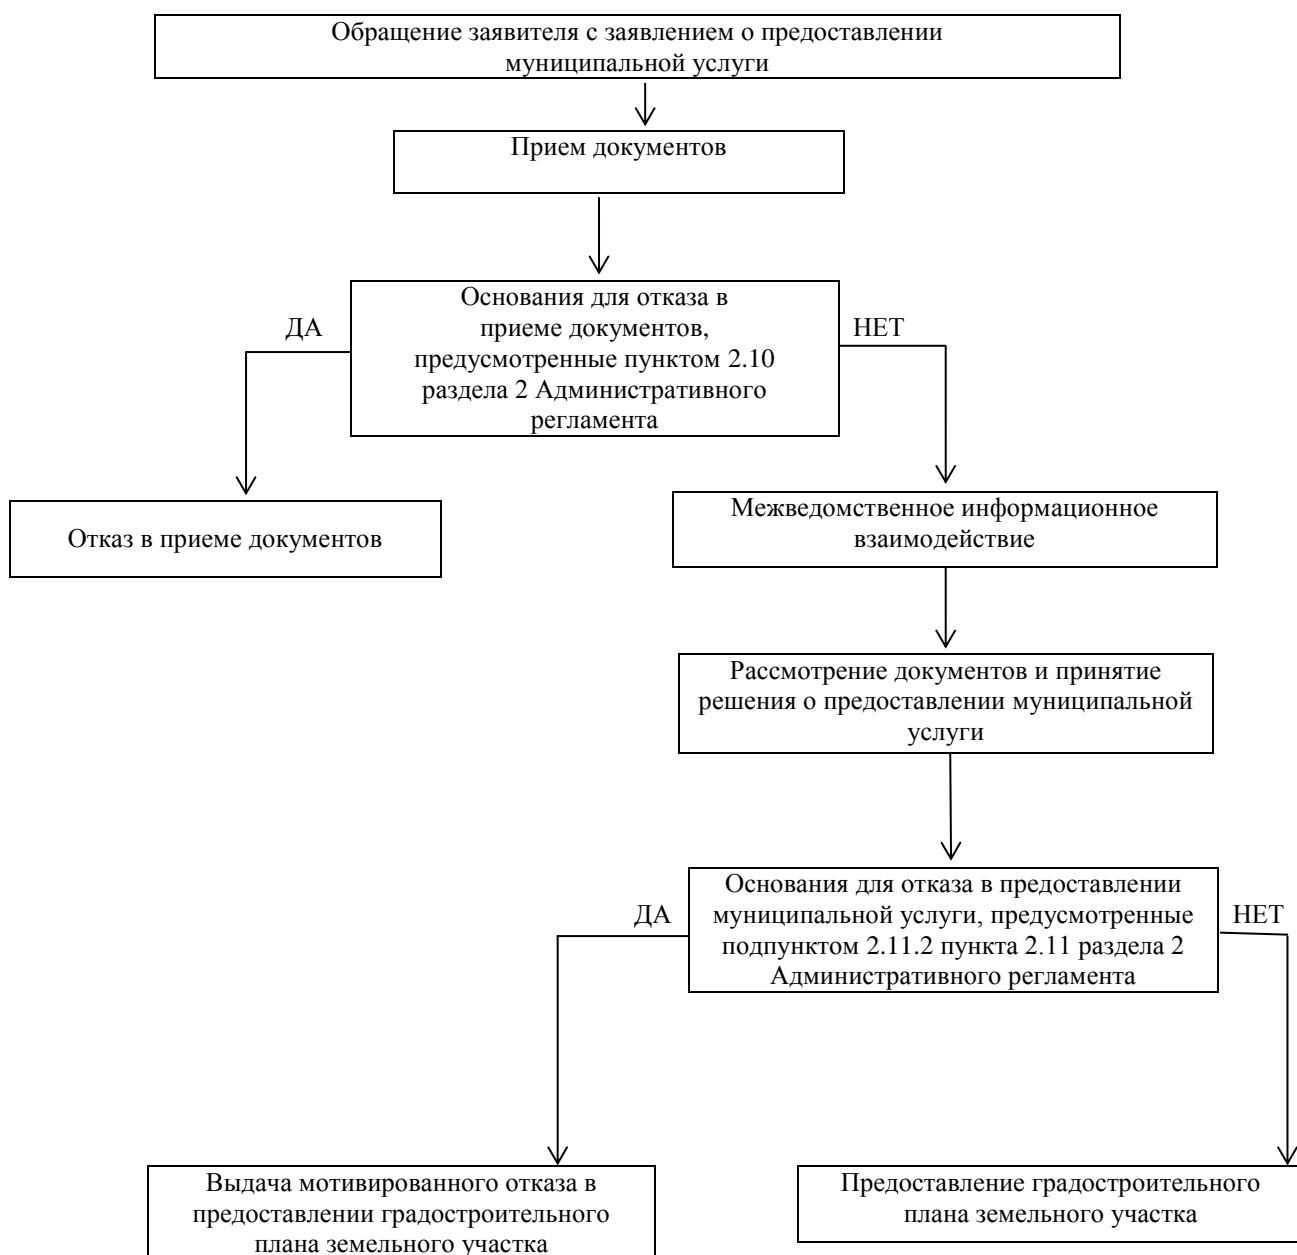 Обращение заявителя с заявлением о предоставлении
муниципальной услуги
Прием документов
Основания для отказа в
приеме документов,
предусмотренные пунктом 2.10
раздела 2 Административного
регламента
ДА
НЕТ
Отказ в приеме документов
Межведомственное информационное
взаимодействие
Рассмотрение документов и принятие
решения о предоставлении муниципальной
услуги
Основания для отказа в предоставлении
муниципальной услуги, предусмотренные
подпунктом 2.11.2 пункта 2.11 раздела 2
Административного регламента
ДА
НЕТ
Выдача мотивированного отказа в
предоставлении градостроительного
плана земельного участка
Предоставление градостроительного
плана земельного участка